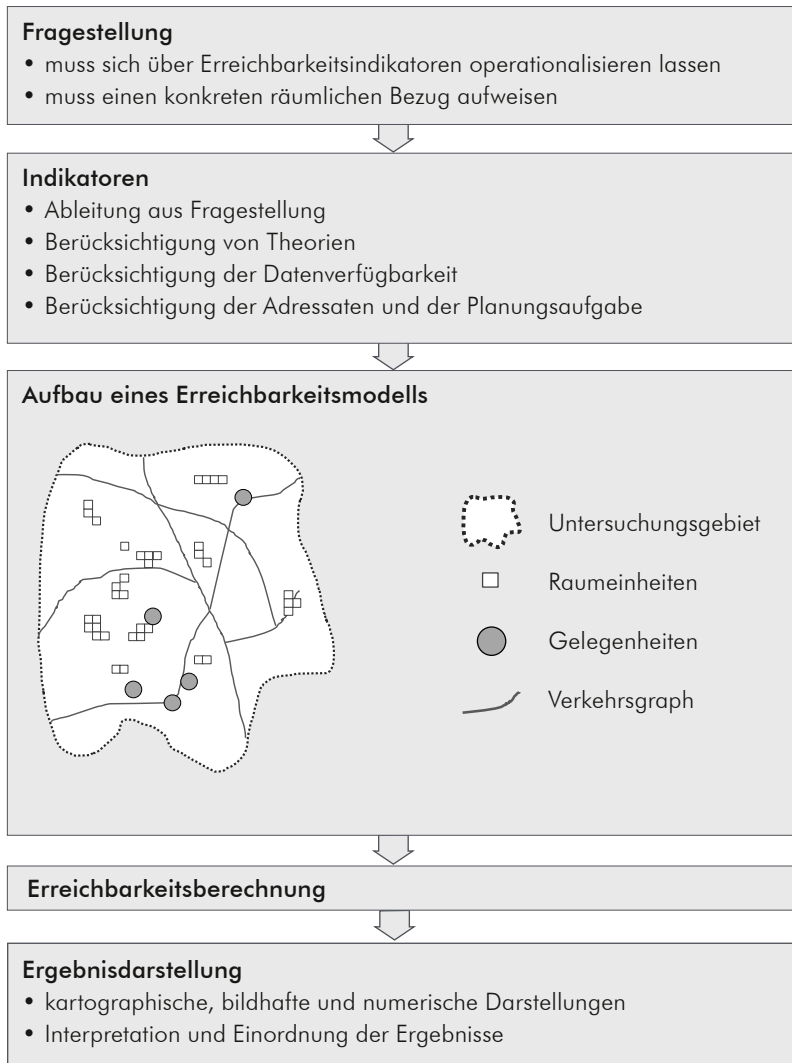 Fragestellung
• muss sich über Erreichbarkeitsindikatoren operationalisieren lassen
• muss einen konkreten räumlichen Bezug aufweisen
Indikatoren
• Ableitung aus Fragestellung
• Berücksichtigung von Theorien
• Berücksichtigung der Datenverfügbarkeit
• Berücksichtigung der Adressaten und der Planungsaufgabe
Aufbau eines Erreichbarkeitsmodells
Untersuchungsgebiet
Raumeinheiten
Gelegenheiten
Verkehrsgraph
Erreichbarkeitsberechnung
Ergebnisdarstellung
• kartographische, bildhafte und numerische Darstellungen
• Interpretation und Einordnung der Ergebnisse